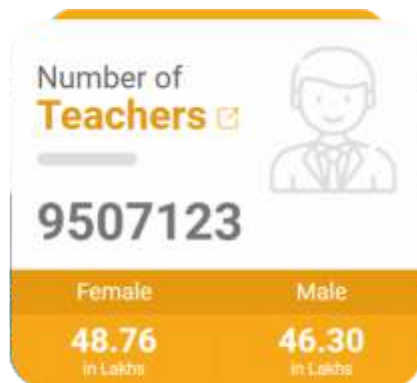 Number of
Teachers
9507123
Female Male
48.76 46.30
in Lakhs in Lakhs